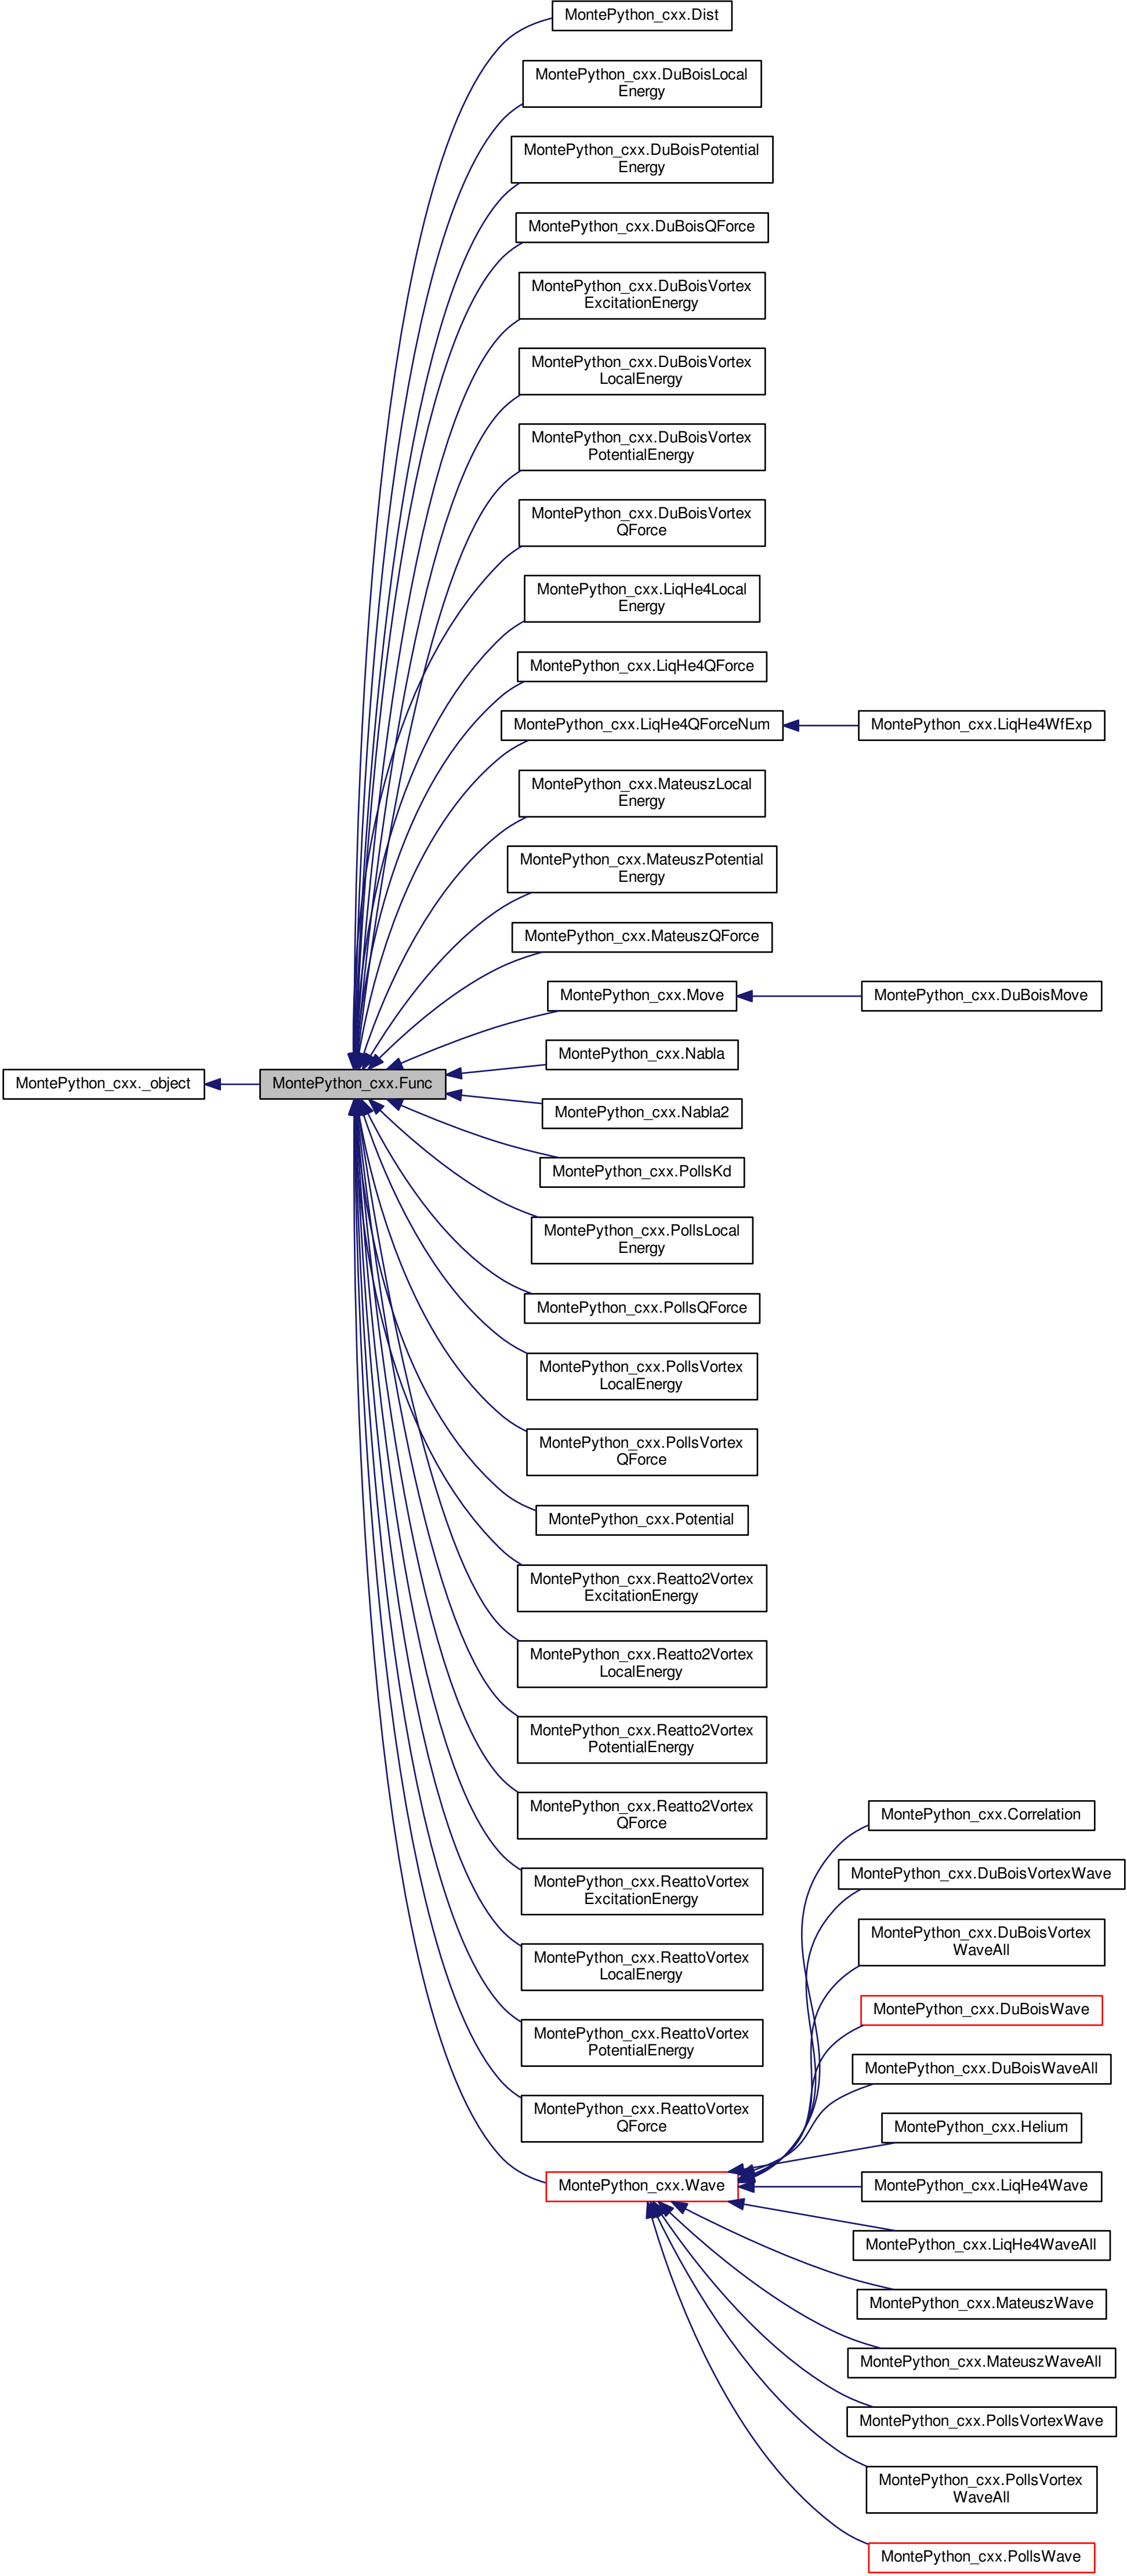 MontePython_cxx.Dist
MontePython_cxx.DuBoisLocal
Energy
MontePython_cxx.DuBoisPotential
Energy
MontePython_cxx.DuBoisQForce
MontePython_cxx.DuBoisVortex
ExcitationEnergy
MontePython_cxx.DuBoisVortex
LocalEnergy
MontePython_cxx.DuBoisVortex
PotentialEnergy
MontePython_cxx.DuBoisVortex
QForce
MontePython_cxx.LiqHe4Local
Energy
MontePython_cxx.LiqHe4QForce
MontePython_cxx.LiqHe4QForceNum
MontePython_cxx.LiqHe4WfExp
MontePython_cxx.MateuszLocal
Energy
MontePython_cxx.MateuszPotential
Energy
MontePython_cxx.MateuszQForce
MontePython_cxx.Move
MontePython_cxx.DuBoisMove
MontePython_cxx.Nabla
MontePython_cxx._object
MontePython_cxx.Func
MontePython_cxx.Nabla2
MontePython_cxx.PollsKd
MontePython_cxx.PollsLocal
Energy
MontePython_cxx.PollsQForce
MontePython_cxx.PollsVortex
LocalEnergy
MontePython_cxx.PollsVortex
QForce
MontePython_cxx.Potential
MontePython_cxx.Reatto2Vortex
ExcitationEnergy
MontePython_cxx.Reatto2Vortex
LocalEnergy
MontePython_cxx.Reatto2Vortex
PotentialEnergy
MontePython_cxx.Reatto2Vortex
QForce
MontePython_cxx.ReattoVortex
ExcitationEnergy
MontePython_cxx.ReattoVortex
LocalEnergy
MontePython_cxx.ReattoVortex
PotentialEnergy
MontePython_cxx.ReattoVortex
QForce
MontePython_cxx.Wave
MontePython_cxx.Correlation
MontePython_cxx.DuBoisVortexWave
MontePython_cxx.DuBoisVortex
WaveAll
MontePython_cxx.DuBoisWave
MontePython_cxx.DuBoisWaveAll
MontePython_cxx.Helium
MontePython_cxx.LiqHe4Wave
MontePython_cxx.LiqHe4WaveAll
MontePython_cxx.MateuszWave
MontePython_cxx.MateuszWaveAll
MontePython_cxx.PollsVortexWave
MontePython_cxx.PollsVortex
WaveAll
MontePython_cxx.PollsWave